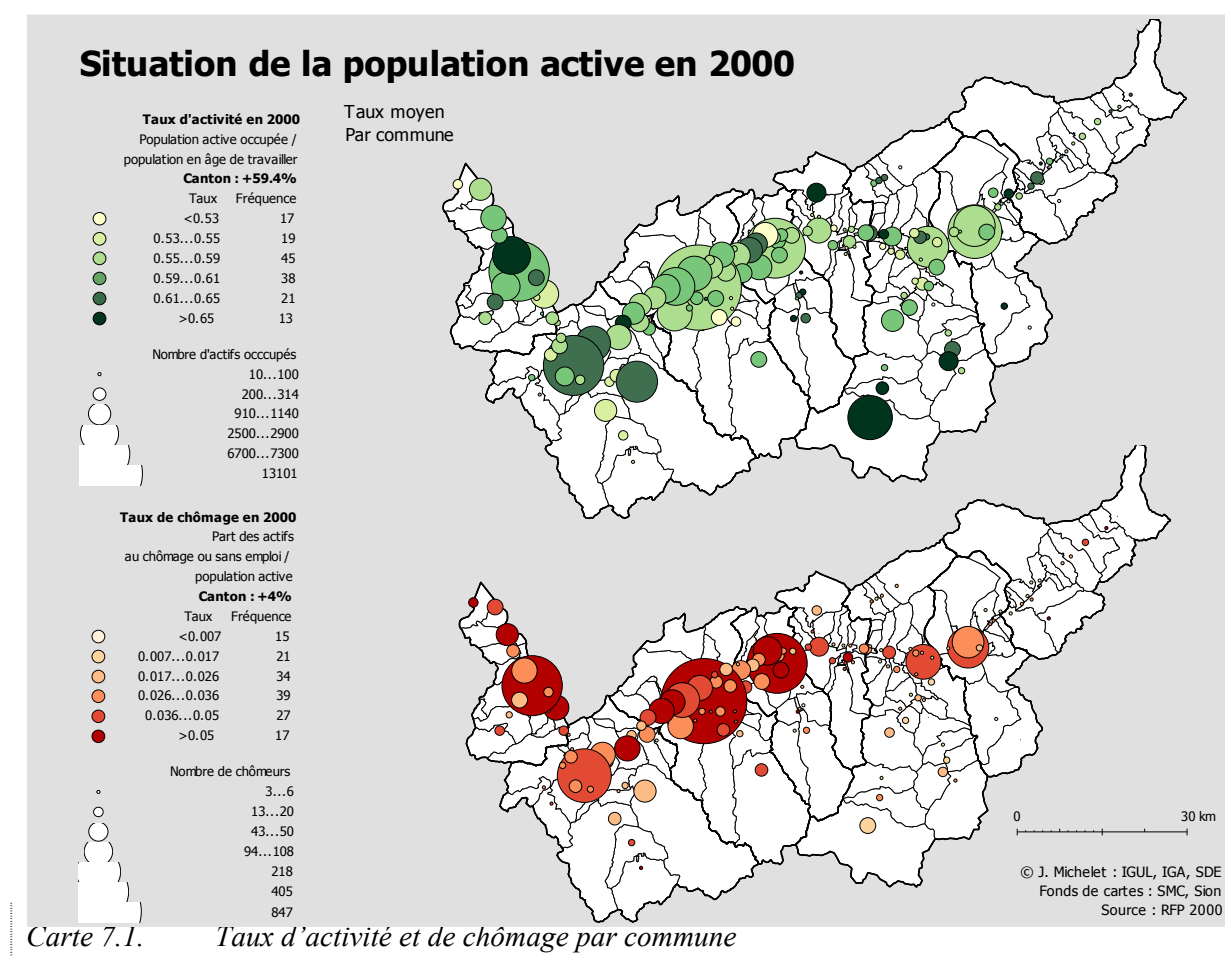 Situation de la population active en 2000
Taux moyen
Par commune
Taux d'activité en 2000
Population active occupée /
population en âge de travailler
Canton : +59.4%
Taux Fréquence
<0.53 17
0.53...0.55 19
0.55...0.59 45
0.59...0.61 38
0.61...0.65 21
>0.65 13
Nombre d'actifs occcupés
10...100
200...314
910...1140
2500...2900
6700...7300
13101
Taux de chômage en 2000
Part des actifs
au chômage ou sans emploi /
population active
Canton : +4%
Taux Fréquence
<0.007 15
0.007...0.017 21
0.017...0.026 34
0.026...0.036 39
0.036...0.05 27
>0.05 17
Nombre de chômeurs
3...6
13...20
43...50
94...108
218
405
847
0 30 km
© J. Michelet : IGUL, IGA, SDE
Fonds de cartes : SMC, Sion
Source : RFP 2000
Carte 7.1. Taux d'activité et de chômage par commune